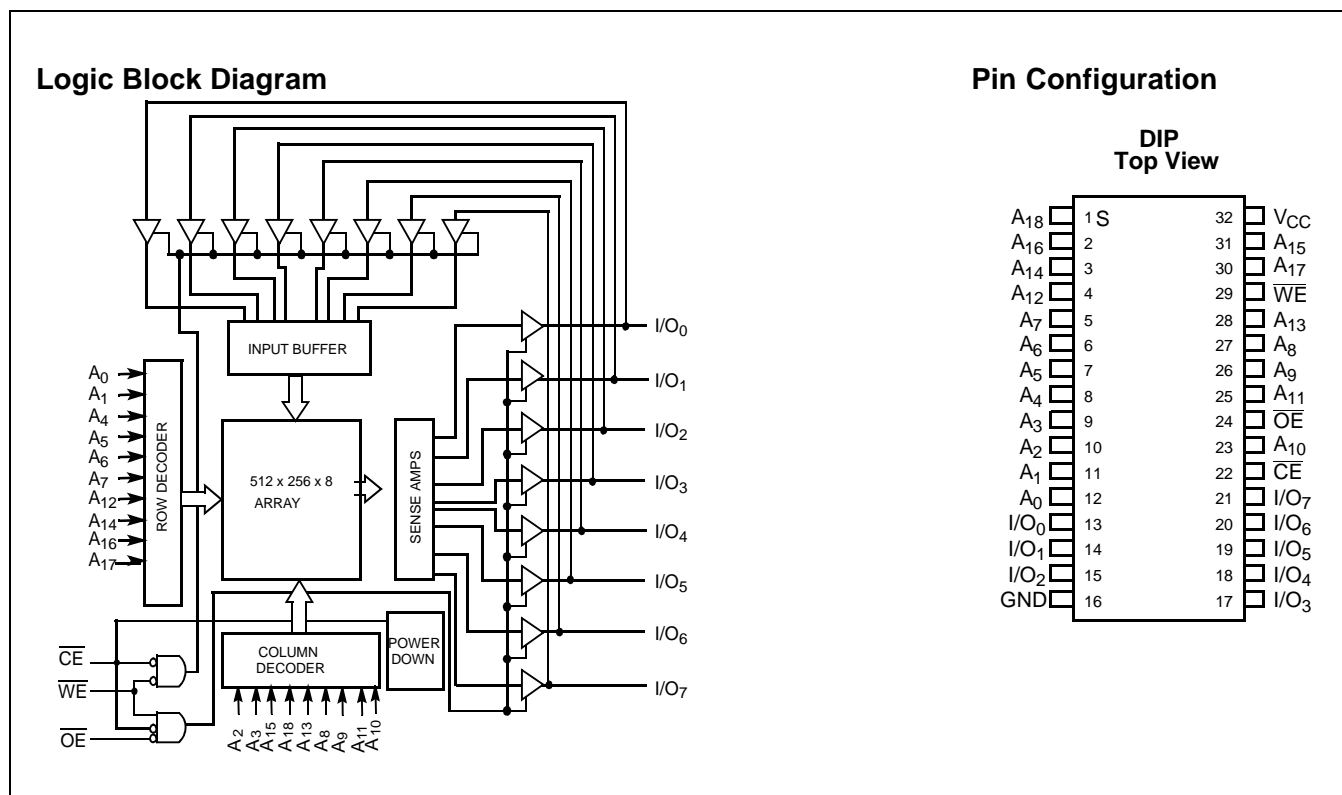 Logic Block Diagram
INPUT BUFFER
A0
A1
A4
A5
A6
A7
A12
A14
A16
A17
ROW DECODER
512 x 256 x 8
ARRAY
SENSE AMPS
COLUMN
DECODER
POWER
DOWN
CE
WE
OE
A2
A3
A15
A18
A13
A8
A9
A11
A10
I/O0
I/O1
I/O2
I/O3
I/O4
I/O5
I/O6
I/O7
Pin Configuration
DIP
Top View
A18 1 S 32 VCC
A16 2 31 A15
A14 3 30 A17
A12 4 29 WE
A7 5 28 A13
A6 6 27 A8
A5 7 26 A9
A4 8 25 A11
A3 9 24 OE
A2 10 23 A10
A1 11 22 CE
A0 12 21 I/O7
I/O0 13 20 I/O6
I/O1 14 19 I/O5
I/O2 15 18 I/O4
GND 16 17 I/O3